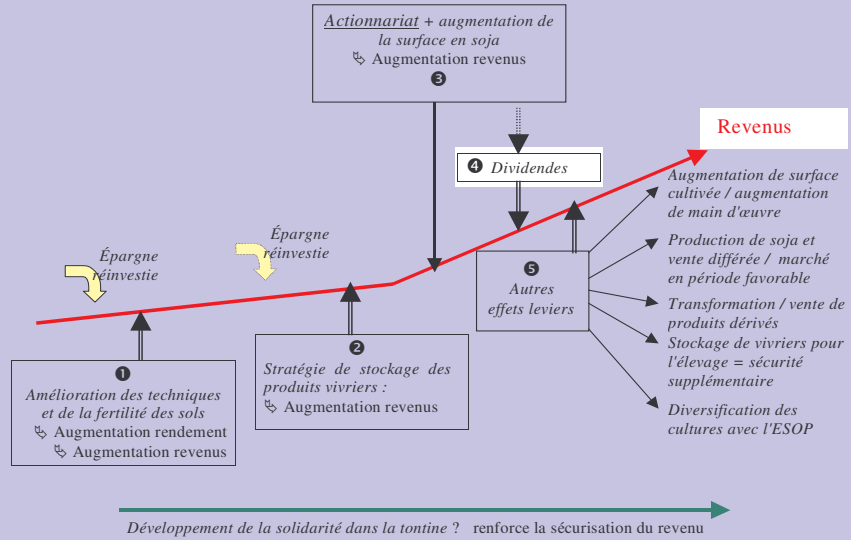 Actionnariat + augmentation de
la surface en soja
➪ Augmentation revenus
❸
Revenus
❹ Dividendes
Augmentation de surface
cultivée / augmentation
de main d'œuvre
Épargne
réinvestie
Épargne
réinvestie
Production de soja et
vente différée / marché
en période favorable
❺
Autres
effets leviers
Transformation / vente de
produits dérivés
Stockage de vivriers pour
l'élevage = sécurité
supplémentaire
Diversification des
cultures avec l'ESOP
❷
Stratégie de stockage des
produits vivriers :
➪ Augmentation revenus
❶
Amélioration des techniques
et de la fertilité des sols
➪ Augmentation rendement
➪ Augmentation revenus
Développement de la solidarité dans la tontine ? renforce la sécurisation du revenu